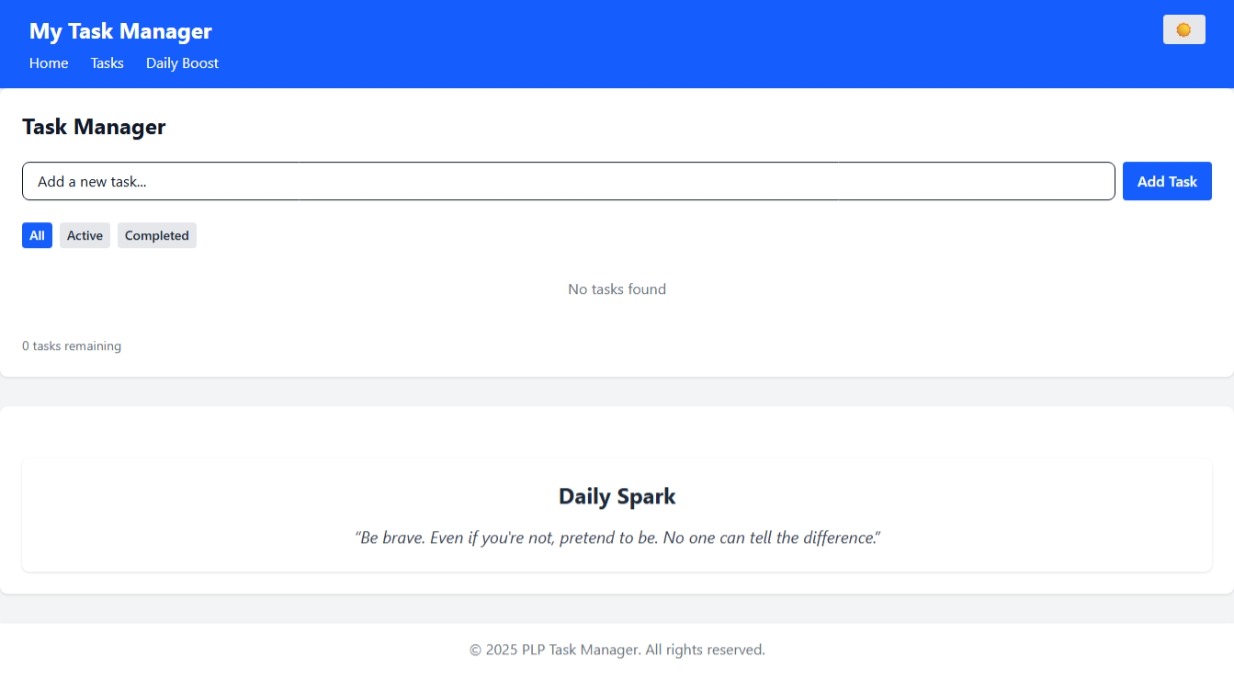 My Task Manager
Home Tasks Daily Boost
Task Manager
Add a new task...
Add Task
All Active Completed
No tasks found
0 tasks remaining
Daily Spark
“Be brave. Even if you're not, pretend to be. No one can tell the difference.”
© 2025 PLP Task Manager. All rights reserved.